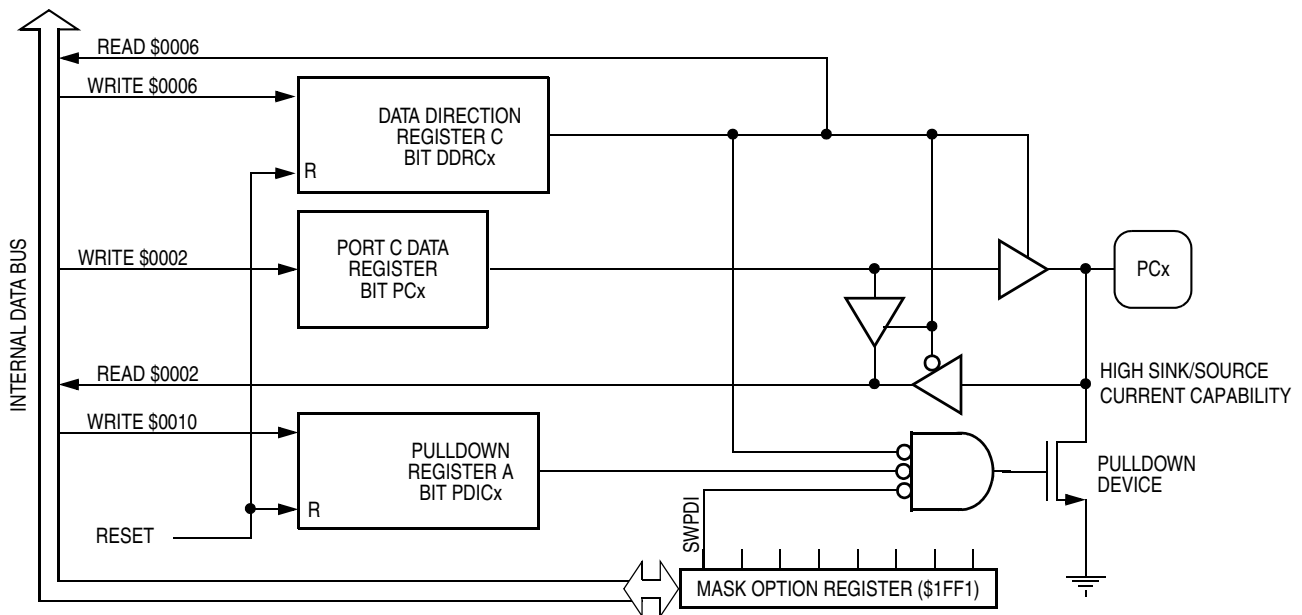 READ $0006
WRITE $0006
DATA DIRECTION
REGISTER C
BIT DDRCx
R
INTERNAL DATA BUS
WRITE $0002
PORT C DATA
REGISTER
BIT PCx
PCx
READ $0002
HIGH SINK/SOURCE
CURRENT CAPABILITY
WRITE $0010
PULLDOWN
REGISTER A
BIT PDICx
R
PULLDOWN
DEVICE
RESET
SWPDI
MASK OPTION REGISTER ($1FF1)